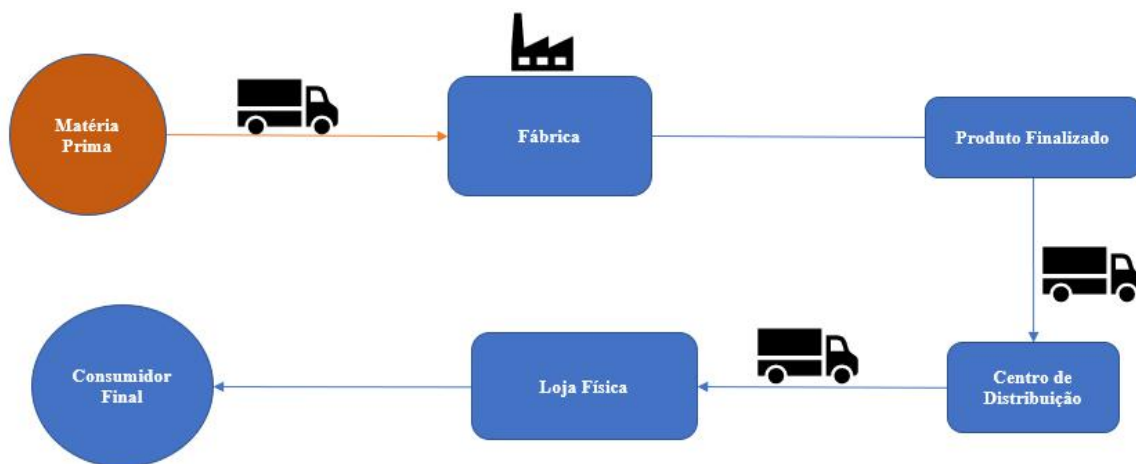 Matéria
Prima
Fábrica
Produto Finalizado
Consumidor
Final
Loja Física
Centro de
Distribuição